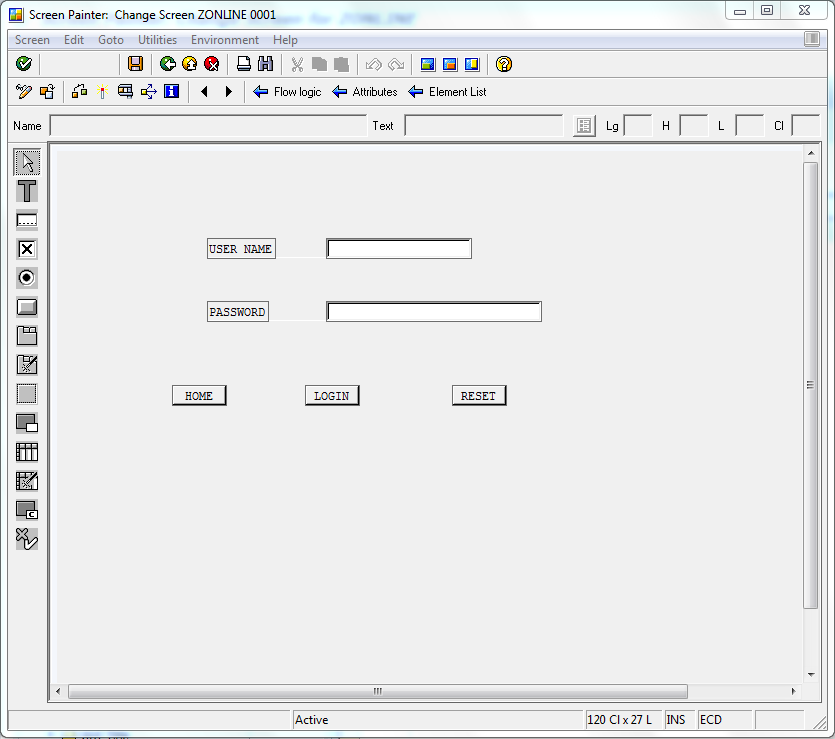 Screen Painter: Change Screen ZONLINE 0001
Screen Edit Goto Utilities Environment Help
Flow logic Attributes Element List
Name Text Lg H L Cl
USER NAME
PASSWORD
HOME LOGIN RESET
Active 120 Cl x 27 L INS ECD